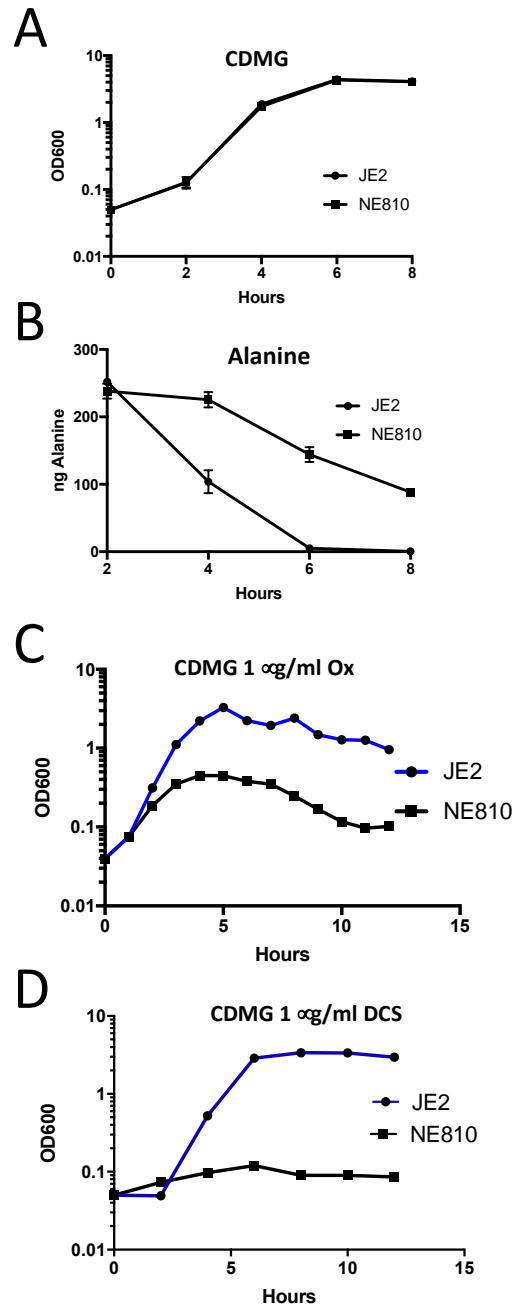 A
CDMG
10
1
0.1
0.01
OD600
JE2
NE810
0 2 4 6 8
Hours
B
Alanine
300
200
100
0
ng Alanine
JE2
NE810
2 4 6 8
Hours
C
CDMG 1 ∝g/ml Ox
10
1
0.1
0.01
OD600
JE2
NE810
0 5 10 15
Hours
D
CDMG 1 ∝g/ml DCS
10
1
0.1
0.01
OD600
JE2
NE810
0 5 10 15
Hours